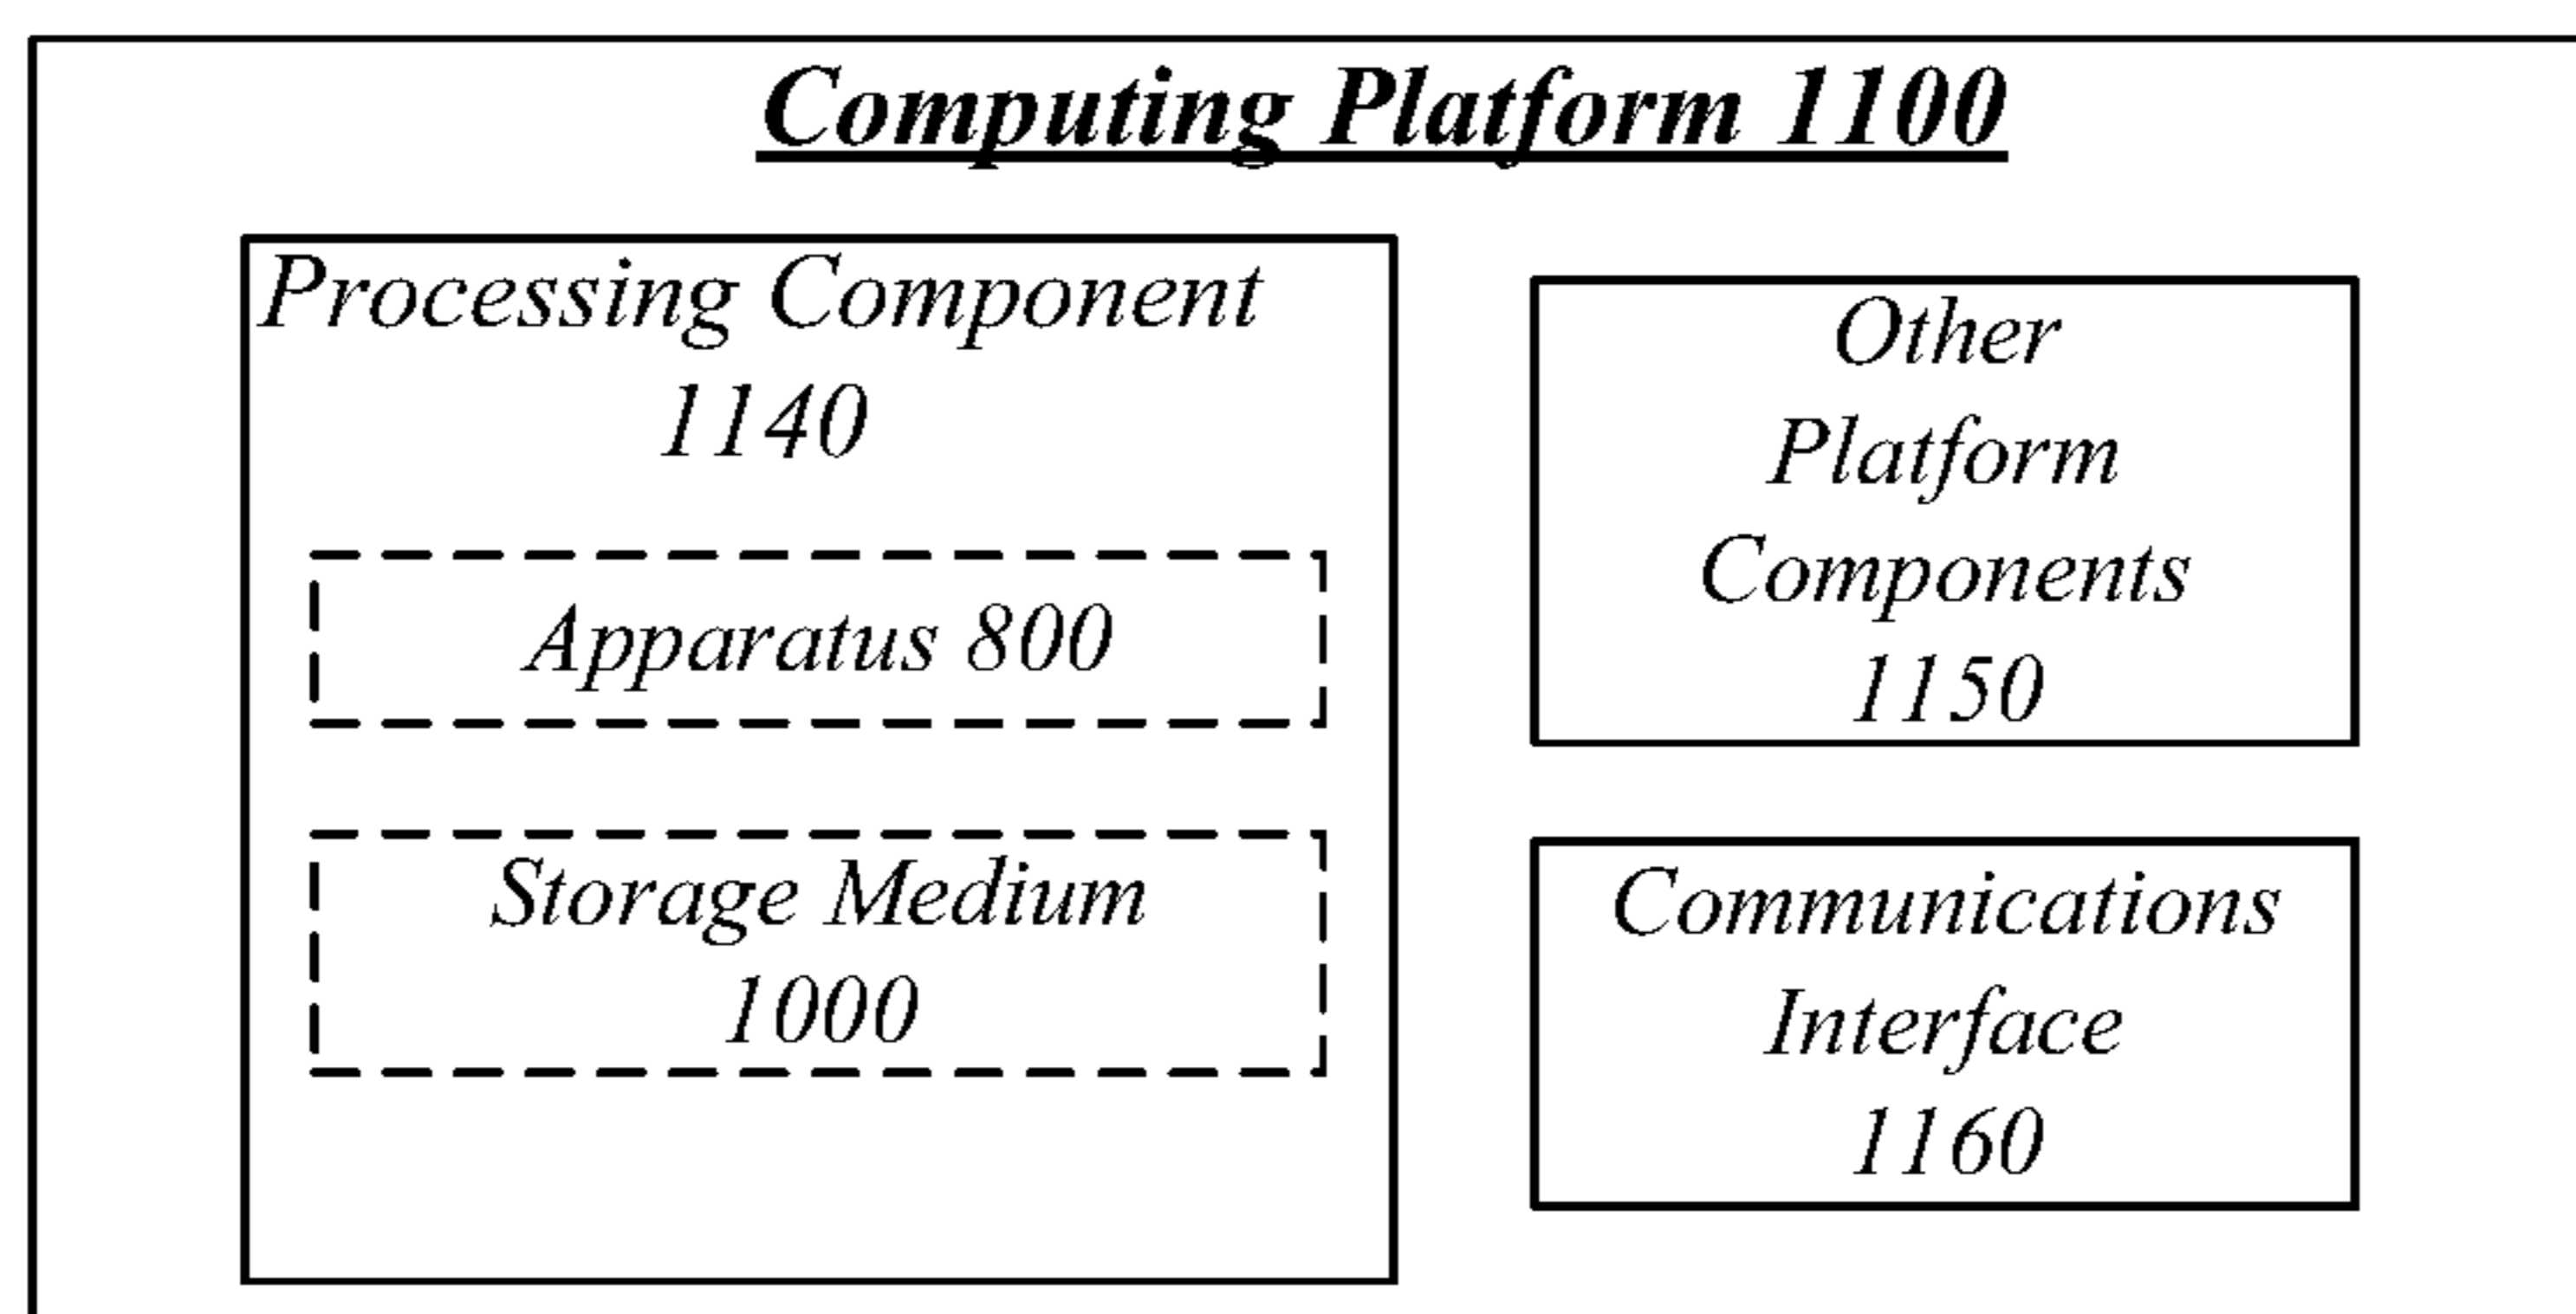 Computing Platform 1100
Processing Component
1140
Apparatus 800
Storage Medium
1000
Other
Platform
Components
1150
Communications
Interface
1160